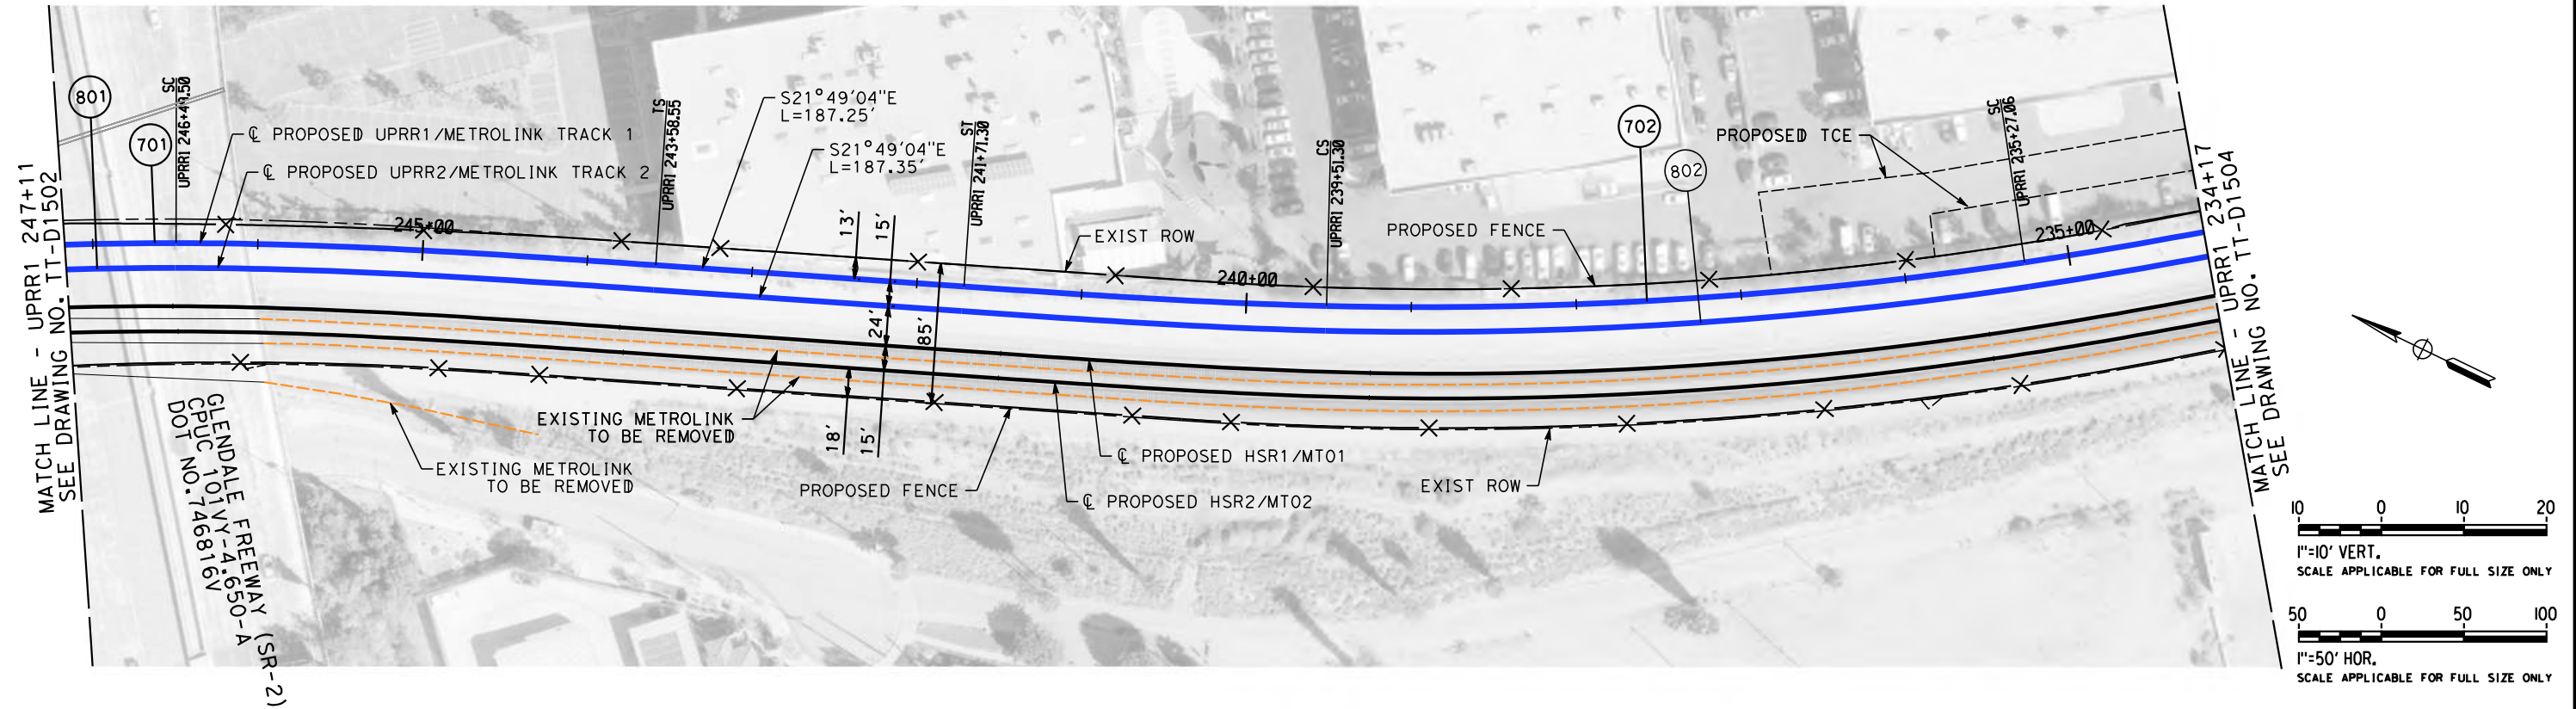 MATCH LINE - UPRR1 247+11
SEE DRAWING NO. TT-D1502
801
701
SC
UPRR1 246+49.50
℄ PROPOSED UPRR1/METROLINK TRACK 1
℄ PROPOSED UPRR2/METROLINK TRACK 2
245+00
TS
UPRR1 243+58.55
S21°49'04"E
L=187.25'
S21°49'04"E
L=187.35'
13'
15'
24'
85'
18'
15'
ST
UPRR1 241+71.30
EXIST ROW
240+00
CS
UPRR1 239+51.30
PROPOSED FENCE
702
802
PROPOSED TCE
SC
UPRR1 235+27.06
235+00
MATCH LINE - UPRR1 234+17
SEE DRAWING NO. TT-D1504
EXISTING METROLINK
TO BE REMOVED
EXISTING METROLINK
TO BE REMOVED
PROPOSED FENCE
℄ PROPOSED HSR1/MT01
℄ PROPOSED HSR2/MT02
EXIST ROW
GLENDALE FREEWAY (SR-2)
CPUC 101VY-4.650-A
DOT NO.746816V
10 0 10 20
1"=10' VERT.
SCALE APPLICABLE FOR FULL SIZE ONLY
50 0 50 100
1"=50' HOR.
SCALE APPLICABLE FOR FULL SIZE ONLY